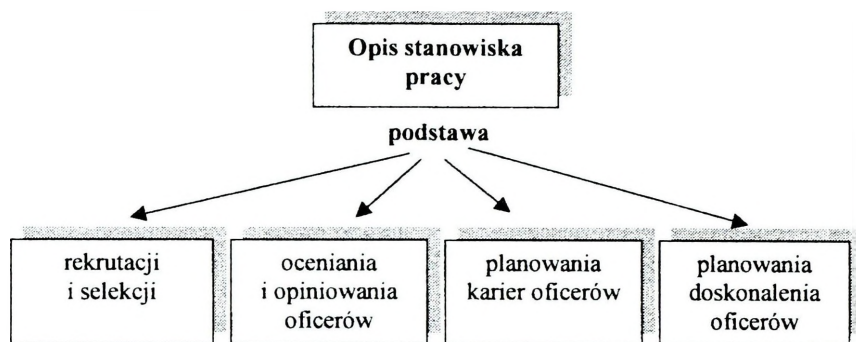 Opis stanowiska
pracy
podstawa
rekrutacji
i selekcji
oceniania
i opiniowania
oficerów
planowania
karier oficerów
planowania
doskonalenia
oficerów